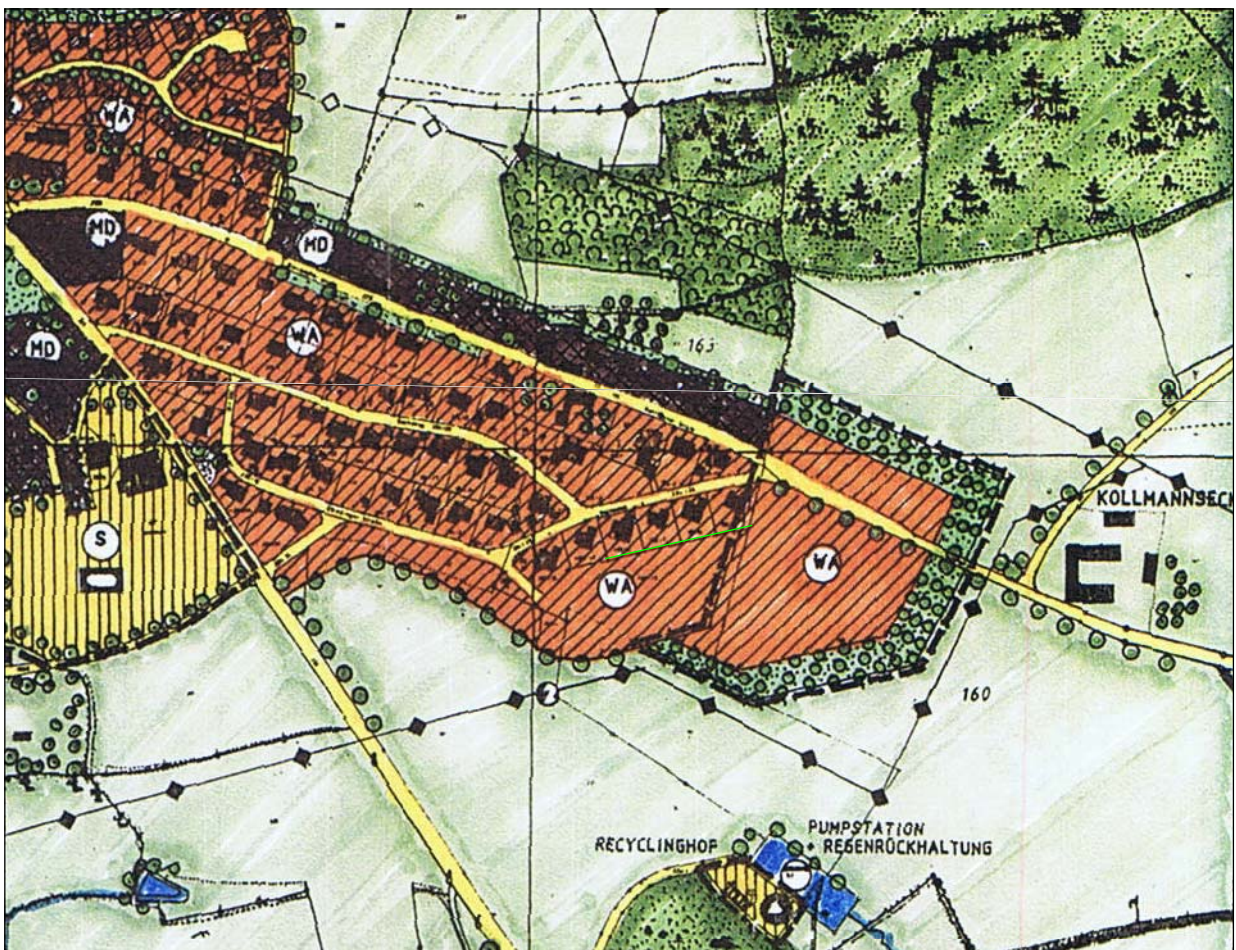 WA
MD
MD
WA
163
MD
KOLLMANNSECK
S
WA
WA
160
2
PUMPSTATION
RECYCLINGHOF + REGENRÜCKHALTUNG